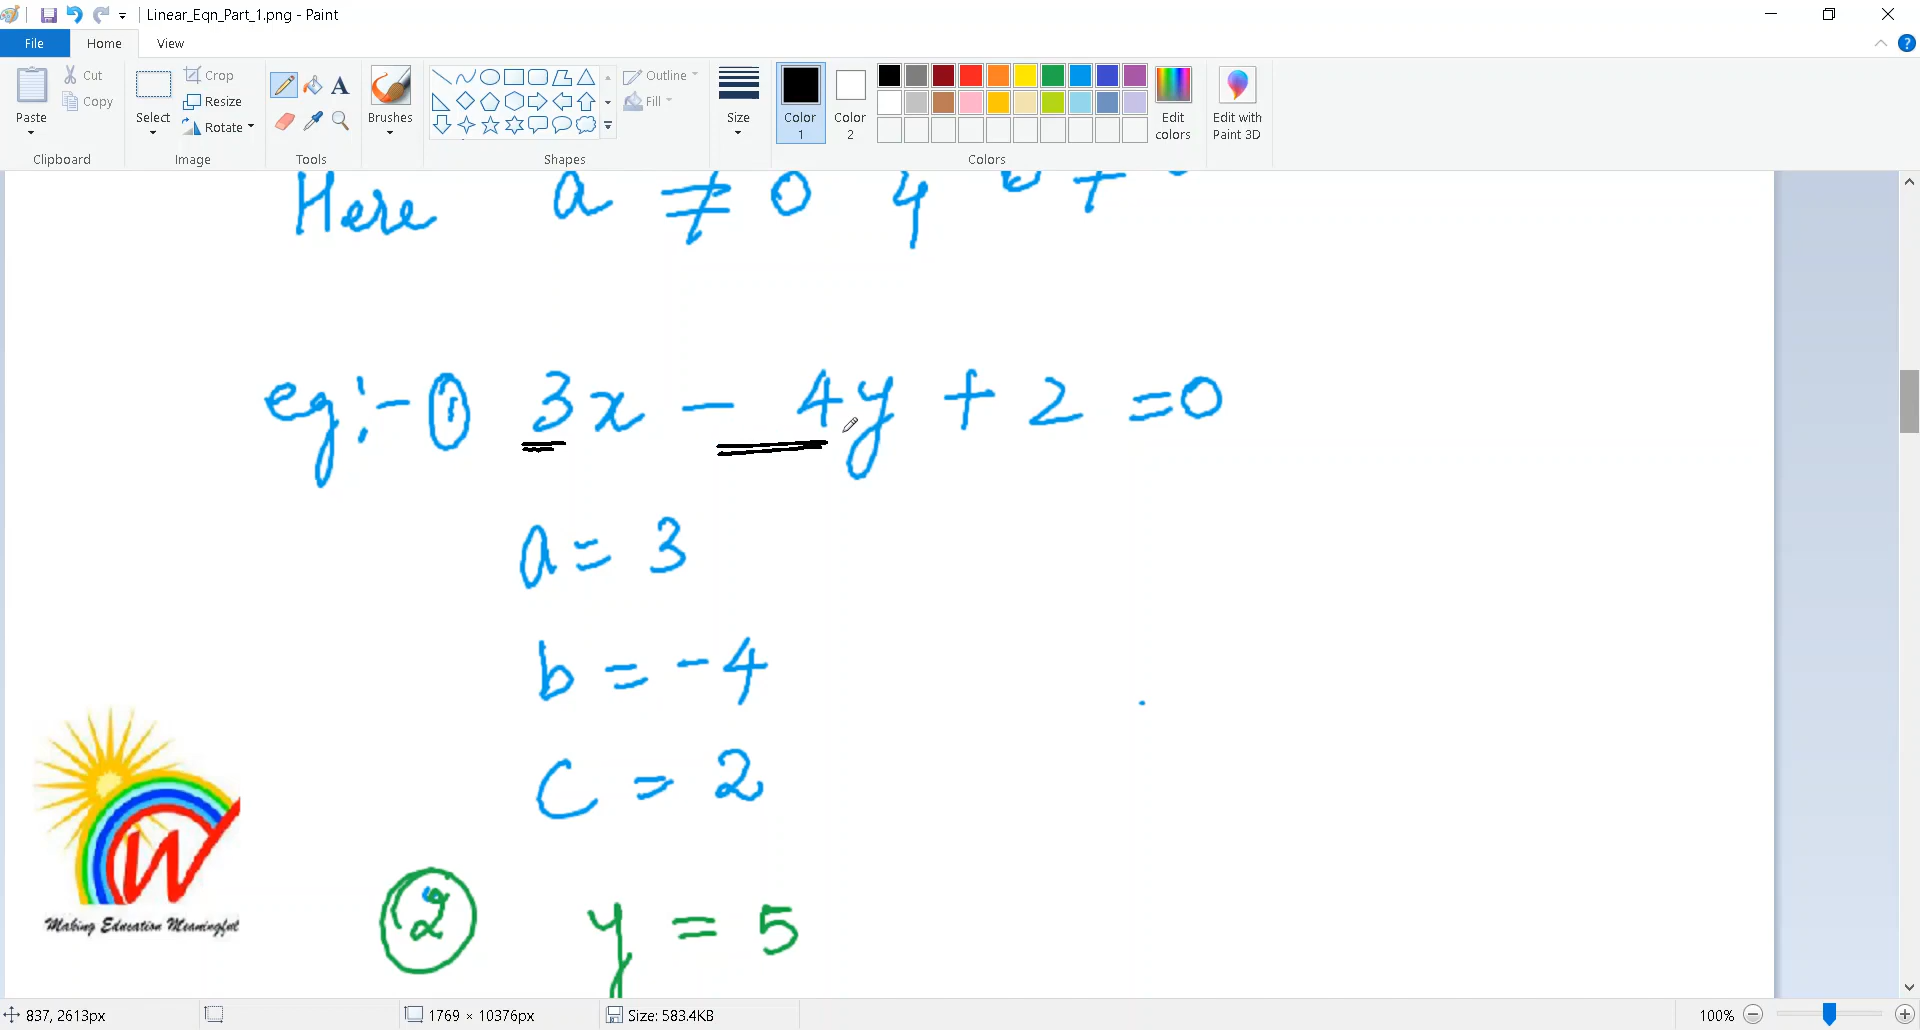 Linear_Eqn_Part_1.png - Paint
File Home View
Paste Cut Copy Clipboard
Select Crop Resize Rotate Image
Tools
Brushes
Outline Fill Shapes
Size
Color 1 Color 2 Edit colors Edit with Paint 3D Colors
Here a ≠ 0 & b ≠
eg:- ① 3x - 4y + 2 = 0
a = 3
b = -4
c = 2
② y = 5
W
Making Education Meaningful
837, 2613px 1769 × 10376px Size: 583.4KB 100%